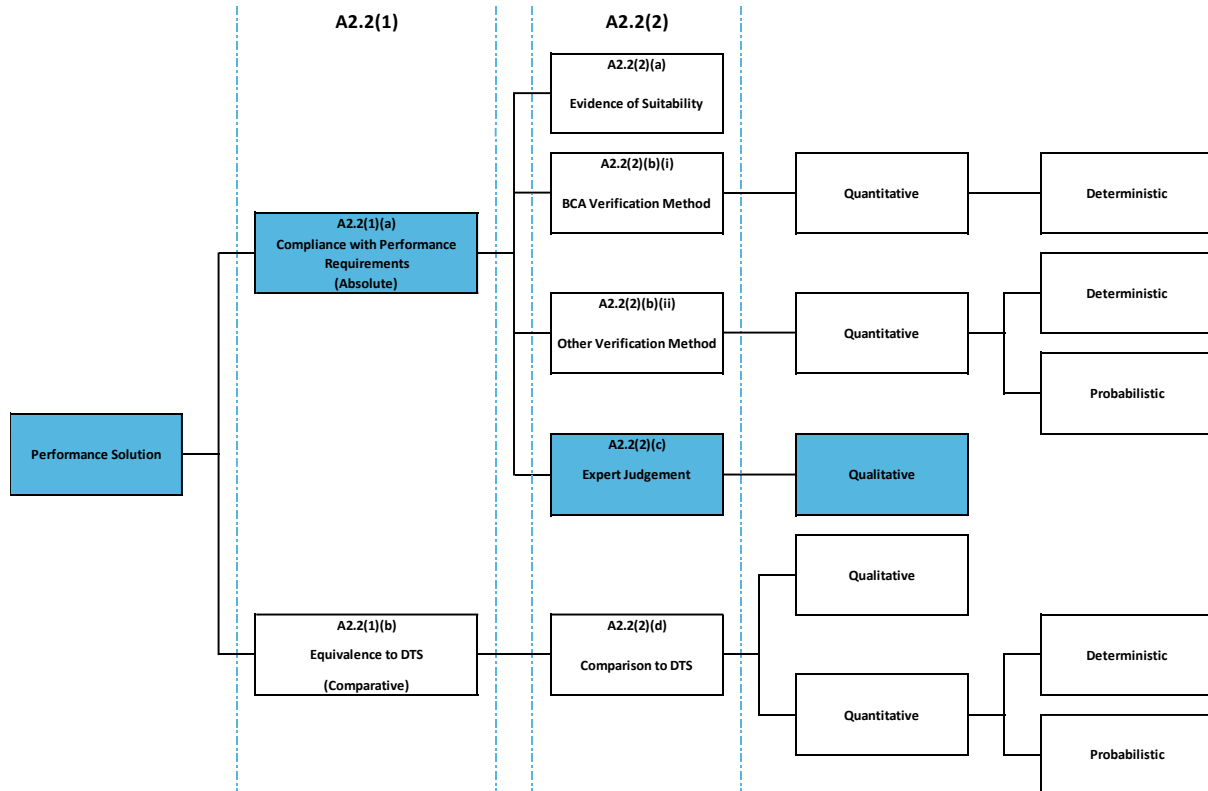 A2.2(1)
A2.2(2)
A2.2(2)(a)
Evidence of Suitability
A2.2(2)(b)(i)
BCA Verification Method
Quantitative
Deterministic
A2.2(1)(a)
Compliance with Performance
Requirements
(Absolute)
A2.2(2)(b)(ii)
Other Verification Method
Quantitative
Deterministic
Probabilistic
Performance Solution
A2.2(2)(c)
Expert Judgement
Qualitative
A2.2(1)(b)
Equivalence to DTS
(Comparative)
A2.2(2)(d)
Comparison to DTS
Qualitative
Quantitative
Deterministic
Probabilistic